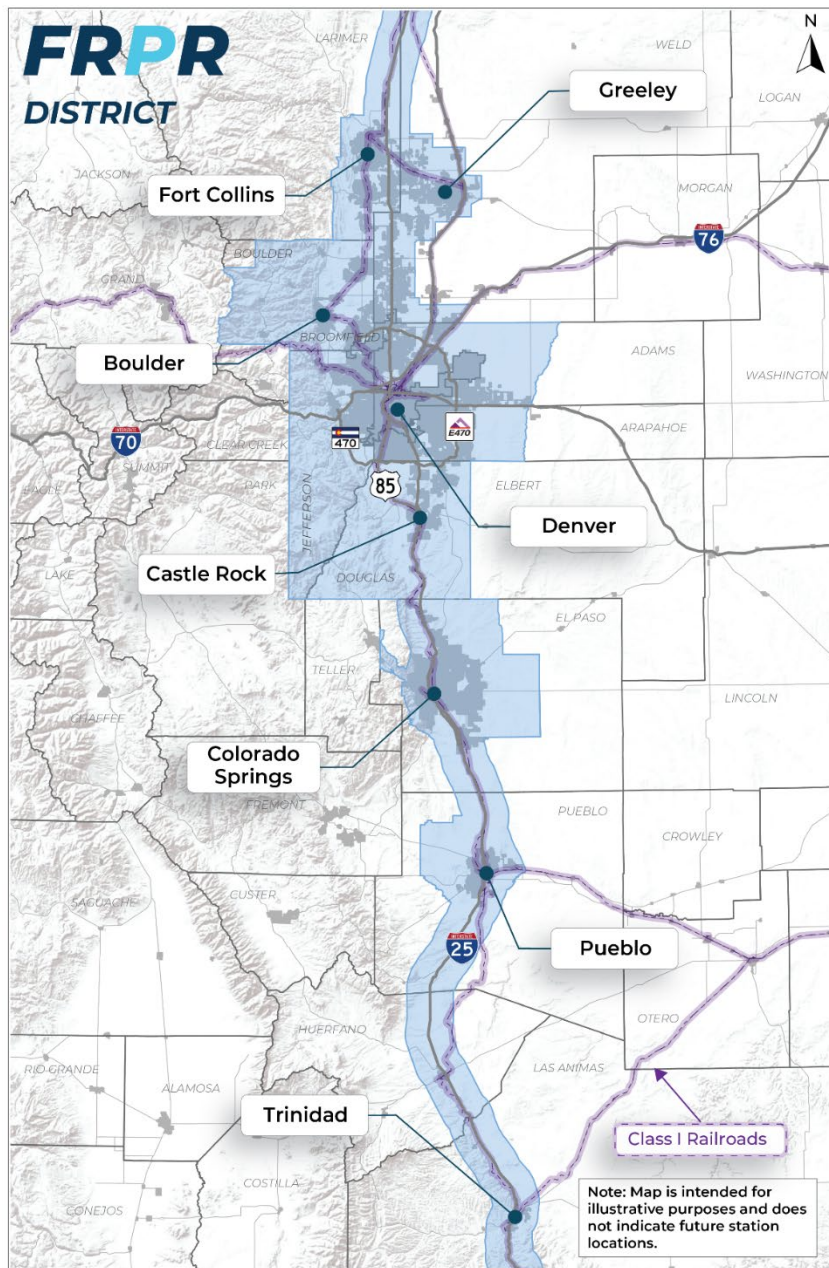 FRPR
DISTRICT
N
LARIMER
WELD
LOGAN
Greeley
Fort Collins
JACKSON
MORGAN
INTERSTATE
76
BOULDER
GRAND
Boulder
BROOMFIELD
ADAMS
WASHINGTON
INTERSTATE
70
470
E470
ARAPAHOE
CLEAR CREEK
SUMMIT
EAGLE
PARK
JEFFERSON
85
ELBERT
Denver
Castle Rock
DOUGLAS
LAKE
EL PASO
TELLER
LINCOLN
CHAFFEE
Colorado
Springs
FREMONT
PUEBLO
CROWLEY
CUSTER
SAGUACHE
INTERSTATE
25
Pueblo
OTERO
HUERFANO
RIO GRANDE
ALAMOSA
LAS ANIMAS
Trinidad
Class I Railroads
COSTILLA
CONEJOS
Note: Map is intended for
illustrative purposes and does
not indicate future station
locations.